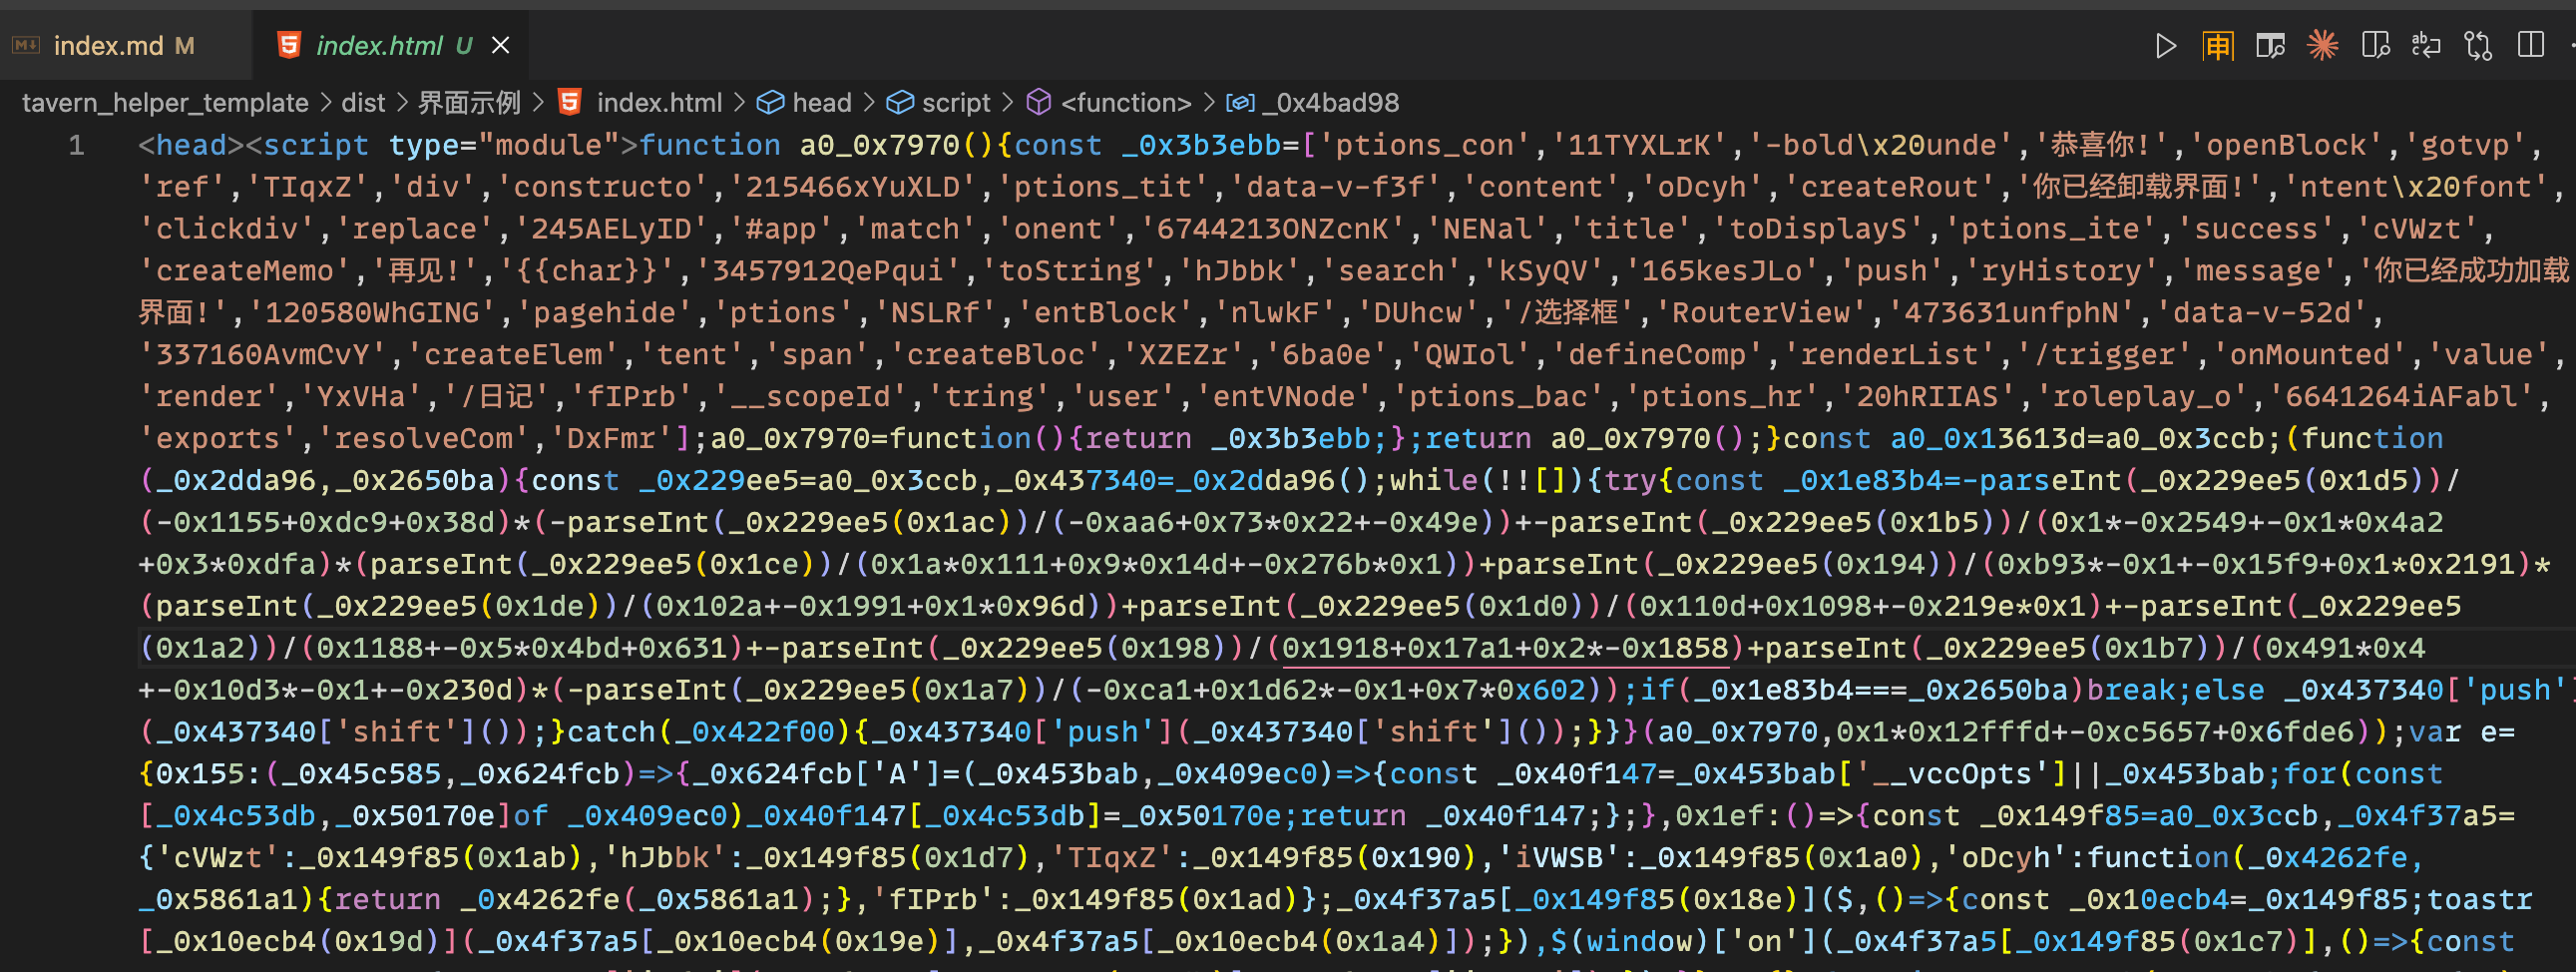 index.md M index.html U
tavern_helper_template > dist > 界面示例 > index.html > head > script > <function> > _0x4bad98
1 <head><script type="module">function a0_0x7970(){const _0x3b3ebb=['ptions_con','11TYXLrK','-bold\x20unde','恭喜你!','openBlock','gotvp',
'ref','TIqxZ','div','constructo','215466xYuXLD','ptions_tit','data-v-f3f','content','oDcyh','createRout','你已经卸载界面!','ntent\x20font',
'clickdiv','replace','245AELyID','#app','match','onent','6744213ONZcnK','NENal','title','toDisplayS','ptions_ite','success','cVWzt',
'createMemo','再见!','{{char}}','3457912QePqui','toString','hJbbk','search','kSyQV','165kesJLo','push','ryHistory','message','你已经成功加载
界面!','120580WhGING','pagehide','ptions','NSLRf','entBlock','nlwkF','DUhcw','/选择框','RouterView','473631unfphN','data-v-52d',
'337160AvmCvY','createElem','tent','span','createBloc','XZEZr','6ba0e','QWIol','defineComp','renderList','/trigger','onMounted','value',
'render','YxVHa','/日记','fIPrb','__scopeId','tring','user','entVNode','ptions_bac','ptions_hr','20hRIIAS','roleplay_o','6641264iAFabl',
'exports','resolveCom','DxFmr'];a0_0x7970=function(){return _0x3b3ebb;};return a0_0x7970();}const a0_0x13613d=a0_0x3ccb;(function
(_0x2dda96,_0x2650ba){const _0x229ee5=a0_0x3ccb,_0x437340=_0x2dda96();while(!![]){try{const _0x1e83b4=-parseInt(_0x229ee5(0x1d5))/
(-0x1155+0xdc9+0x38d)*(-parseInt(_0x229ee5(0x1ac))/(-0xaa6+0x73*0x22+-0x49e))+-parseInt(_0x229ee5(0x1b5))/(0x1*-0x2549+-0x1*0x4a2
+0x3*0xdfa)*(parseInt(_0x229ee5(0x1ce))/(0x1a*0x111+0x9*0x14d+-0x276b*0x1))+parseInt(_0x229ee5(0x194))/(0xb93*-0x1+-0x15f9+0x1*0x2191)*
(parseInt(_0x229ee5(0x1de))/(0x102a+-0x1991+0x1*0x96d))+parseInt(_0x229ee5(0x1d0))/(0x110d+0x1098+-0x219e*0x1)+-parseInt(_0x229ee5
(0x1a2))/(0x1188+-0x5*0x4bd+0x631)+-parseInt(_0x229ee5(0x198))/(0x1918+0x17a1+0x2*-0x1858)+parseInt(_0x229ee5(0x1b7))/(0x491*0x4
+-0x10d3*-0x1+-0x230d)*(-parseInt(_0x229ee5(0x1a7))/(-0xca1+0x1d62*-0x1+0x7*0x602));if(_0x1e83b4===_0x2650ba)break;else _0x437340['push']
(_0x437340['shift']());}catch(_0x422f00){_0x437340['push'](_0x437340['shift']());}}}(a0_0x7970,0x1*0x12fffd+-0xc5657+0x6fde6));var e=
{0x155:(_0x45c585,_0x624fcb)=>{_0x624fcb['A']=(_0x453bab,_0x409ec0)=>{const _0x40f147=_0x453bab['__vccOpts']||_0x453bab;for(const
[_0x4c53db,_0x50170e]of _0x409ec0)_0x40f147[_0x4c53db]=_0x50170e;return _0x40f147;};},0x1ef:()=>{const _0x149f85=a0_0x3ccb,_0x4f37a5=
{'cVWzt':_0x149f85(0x1ab),'hJbbk':_0x149f85(0x1d7),'TIqxZ':_0x149f85(0x190),'iVWSB':_0x149f85(0x1a0),'oDcyh':function(_0x4262fe,
_0x5861a1){return _0x4262fe(_0x5861a1);},'fIPrb':_0x149f85(0x1ad)};_0x4f37a5[_0x149f85(0x18e)]($,()=>{const _0x10ecb4=_0x149f85;toastr
[_0x10ecb4(0x19d)](_0x4f37a5[_0x10ecb4(0x19e)],_0x4f37a5[_0x10ecb4(0x1a4)]);}),$(window)['on'](_0x4f37a5[_0x149f85(0x1c7)],()=>{const